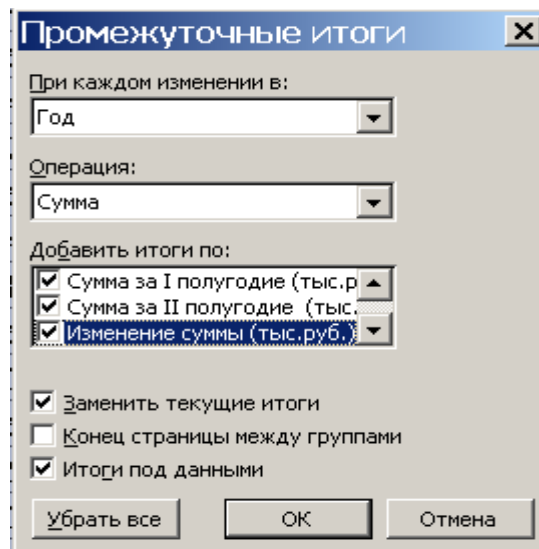 Промежуточные итоги
При каждом изменении в:
Год
Операция:
Сумма
Добавить итоги по:
Сумма за I полугодие (тыс.р
Сумма за II полугодие (тыс.
Изменение суммы (тыс.руб.)
Заменить текущие итоги
Конец страницы между группами
Итоги под данными
Убрать все ОК Отмена